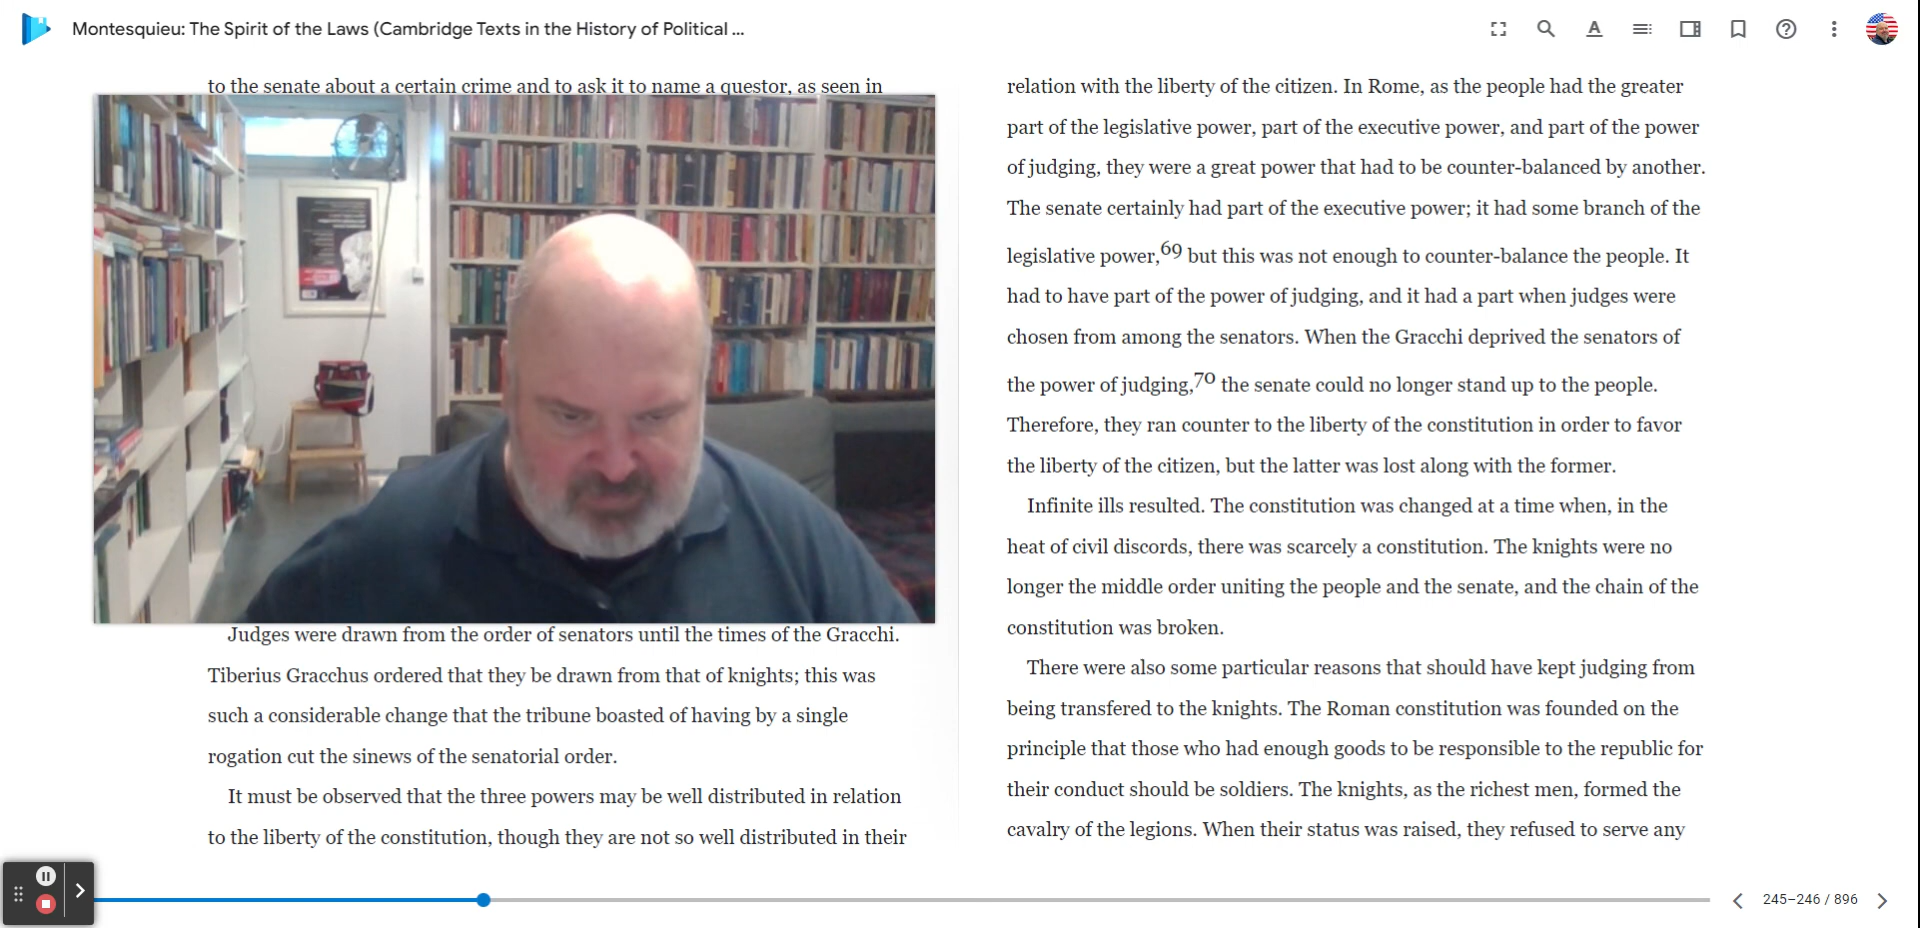 Montesquieu: The Spirit of the Laws (Cambridge Texts in the History of Political ...
to the senate about a certain crime and to ask it to name a questor, as seen in
Judges were drawn from the order of senators until the times of the Gracchi.
Tiberius Gracchus ordered that they be drawn from that of knights; this was
such a considerable change that the tribune boasted of having by a single
rogation cut the sinews of the senatorial order.
It must be observed that the three powers may be well distributed in relation
to the liberty of the constitution, though they are not so well distributed in their
relation with the liberty of the citizen. In Rome, as the people had the greater
part of the legislative power, part of the executive power, and part of the power
of judging, they were a great power that had to be counter-balanced by another.
The senate certainly had part of the executive power; it had some branch of the
legislative power,69 but this was not enough to counter-balance the people. It
had to have part of the power of judging, and it had a part when judges were
chosen from among the senators. When the Gracchi deprived the senators of
the power of judging,70 the senate could no longer stand up to the people.
Therefore, they ran counter to the liberty of the constitution in order to favor
the liberty of the citizen, but the latter was lost along with the former.
Infinite ills resulted. The constitution was changed at a time when, in the
heat of civil discords, there was scarcely a constitution. The knights were no
longer the middle order uniting the people and the senate, and the chain of the
constitution was broken.
There were also some particular reasons that should have kept judging from
being transfered to the knights. The Roman constitution was founded on the
principle that those who had enough goods to be responsible to the republic for
their conduct should be soldiers. The knights, as the richest men, formed the
cavalry of the legions. When their status was raised, they refused to serve any
245–246 / 896